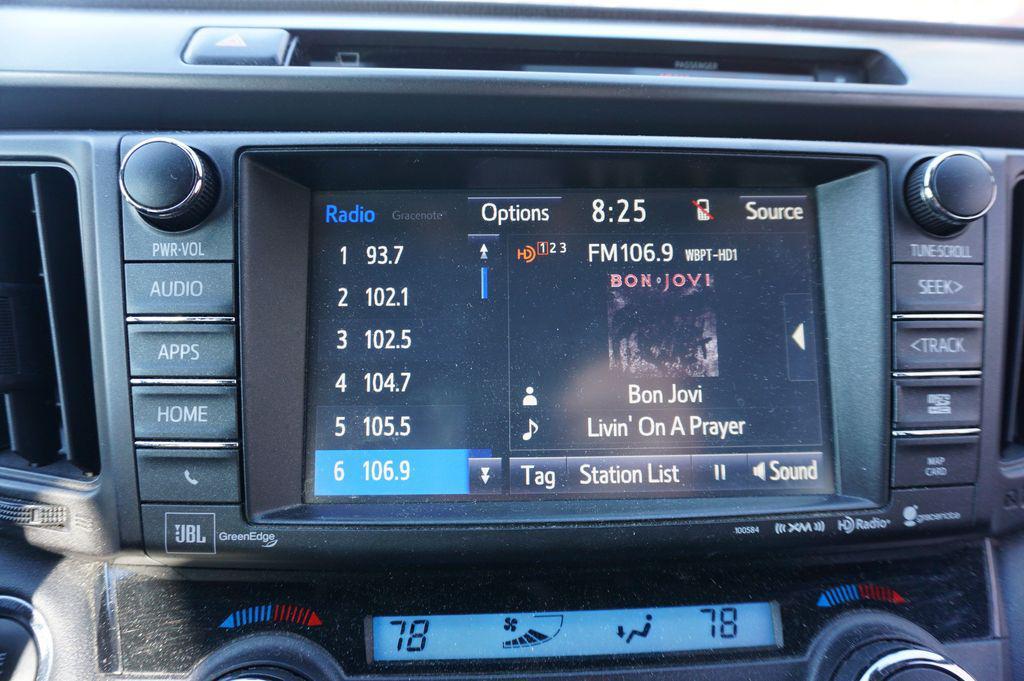 PASSENGER
PWR·VOL
AUDIO
APPS
HOME
Radio Gracenote Options 8:25 Source
1 93.7
2 102.1
3 102.5
4 104.7
5 105.5
6 106.9
HD 1 2 3 FM106.9 WBPT-HD1
BON JOVI
Bon Jovi
Livin' On A Prayer
Tag Station List Sound
TUNE·SCROLL
SEEK>
<TRACK
MAP
CARD
JBL GreenEdge
100584 XM HD Radio gracenote
78 78